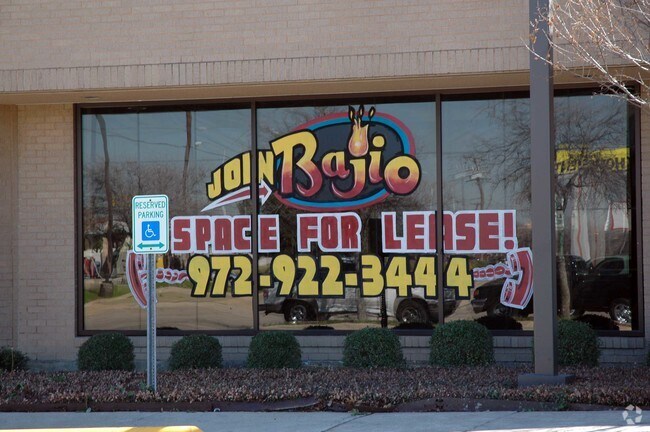 JOIN Bajio
SPACE FOR LEASE!
972-922-3444
RESERVED
PARKING